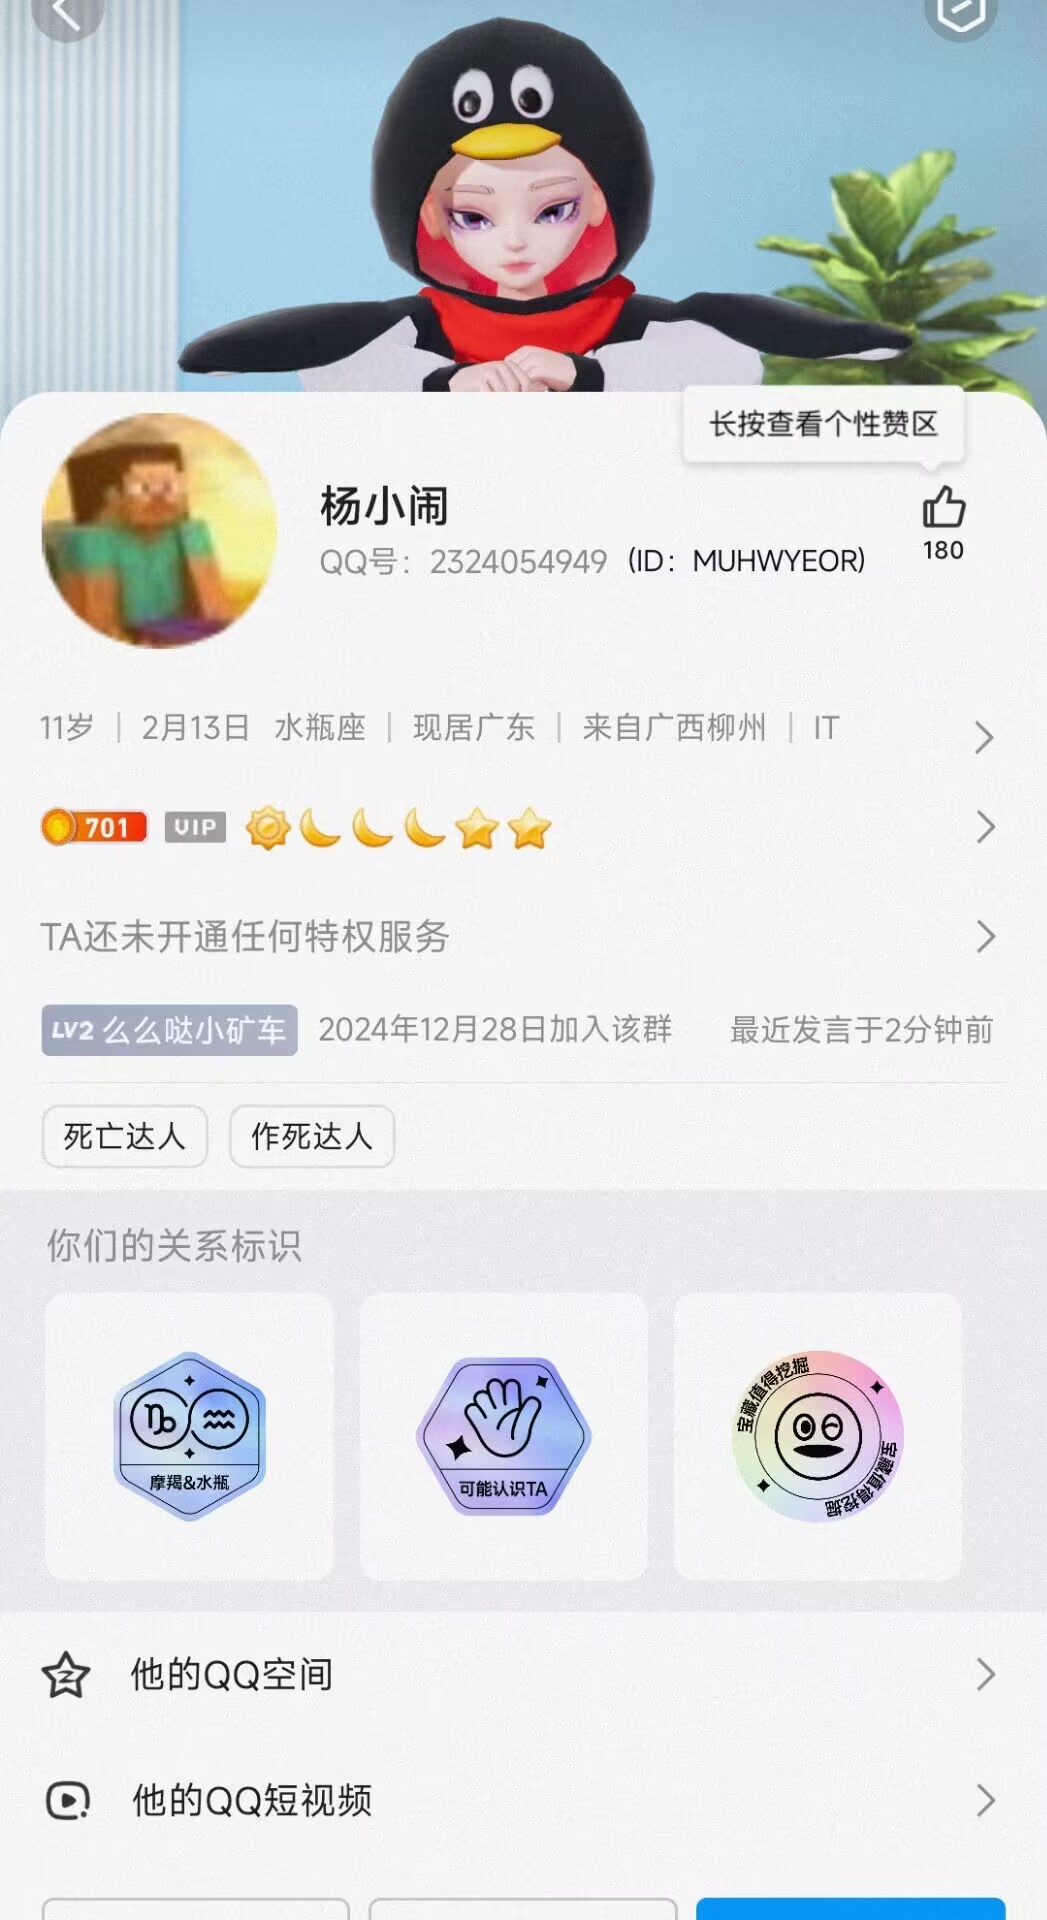 长按查看个性赞区
杨小闹
180
QQ号：2324054949（ID：MUHWYEOR）
11岁 | 2月13日 水瓶座 | 现居广东 | 来自广西柳州 | IT
701 VIP
TA还未开通任何特权服务
LV2 么么哒小矿车 2024年12月28日加入该群 最近发言于2分钟前
死亡达人 作死达人
你们的关系标识
摩羯&水瓶
可能认识TA
宝藏值得挖掘
宝藏值得挖掘
他的QQ空间
他的QQ短视频